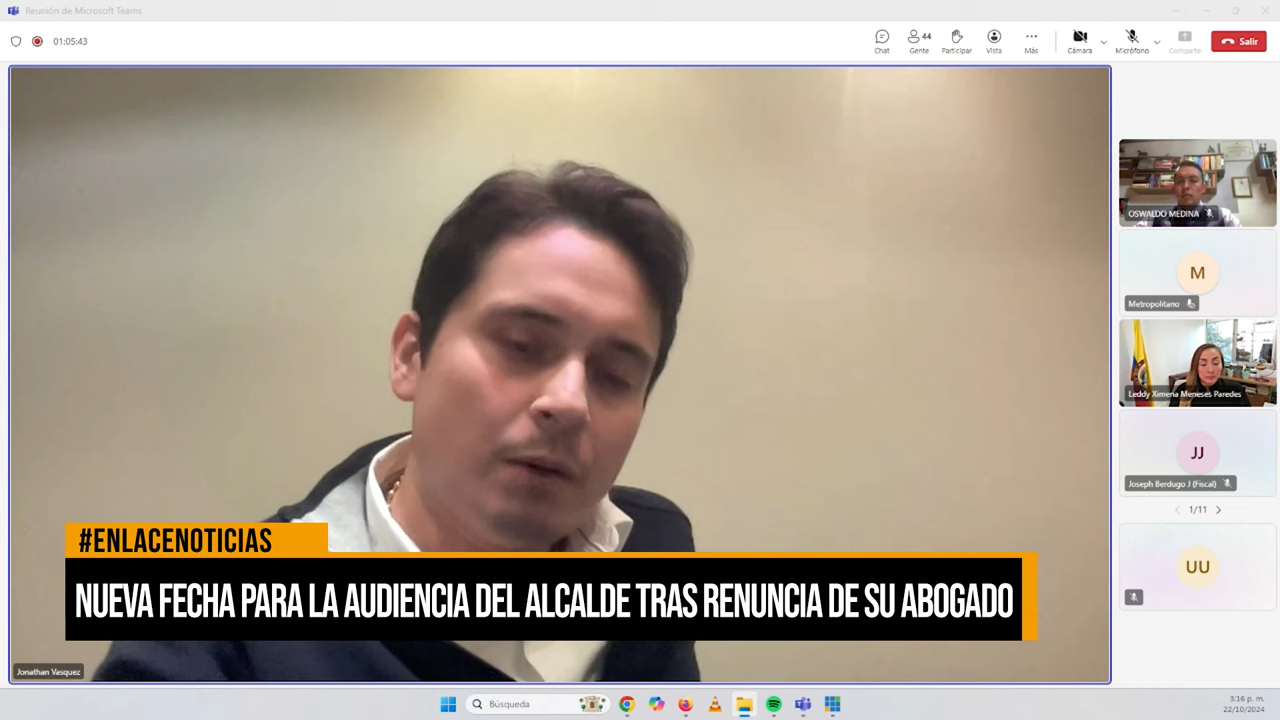 Reunión de Microsoft Teams
01:05:43
Chat
Gente
44
Participar
Vista
Más
Cámara
Micrófono
Compartir
Salir
OSWALDO MEDINA
M
Metropolitano
Leddy Ximena Meneses Paredes
JJ
Joseph Berdugo J (Fiscal)
1/11
UU
#ENLACENOTICIAS
NUEVA FECHA PARA LA AUDIENCIA DEL ALCALDE TRAS RENUNCIA DE SU ABOGADO
Jonathan Vasquez
Búsqueda
3:16 p. m.
22/10/2024